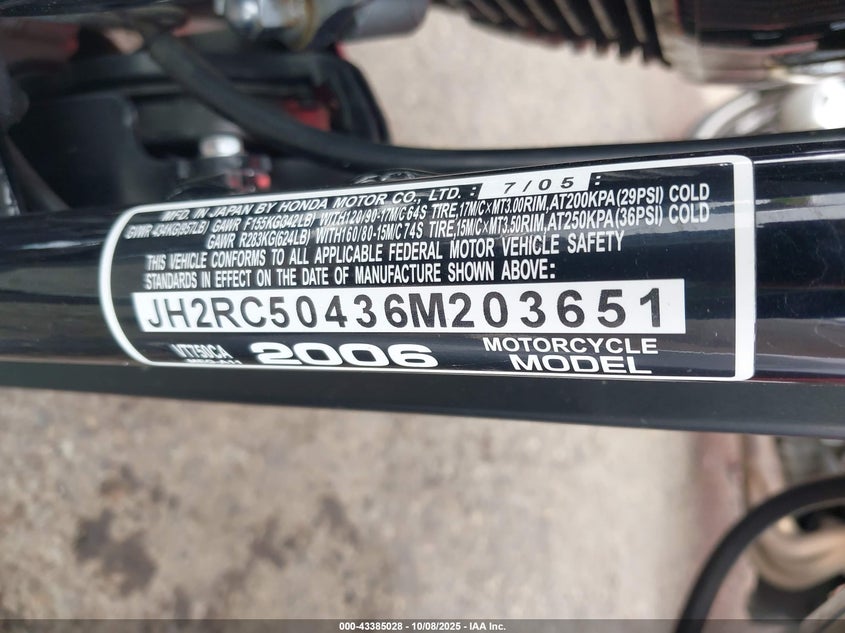 MFD. IN JAPAN BY HONDA MOTOR CO., LTD. : 7/05 :
GVWR 434KG(957LB) GAWR F155KG(342LB) WITH120/90-17M/C 64S TIRE,17M/C×MT3.00RIM,AT200KPA(29PSI) COLD
GAWR R283KG(624LB) WITH160/80-15M/C 74S TIRE,15M/C×MT3.50RIM,AT250KPA(36PSI) COLD
THIS VEHICLE CONFORMS TO ALL APPLICABLE FEDERAL MOTOR VEHICLE SAFETY
STANDARDS IN EFFECT ON THE DATE OF MANUFACTURE SHOWN ABOVE:
JH2RC50436M203651
VT750CA 2006 MOTORCYCLE
MODEL
000-43385028 - 10/08/2025 - IAA Inc.